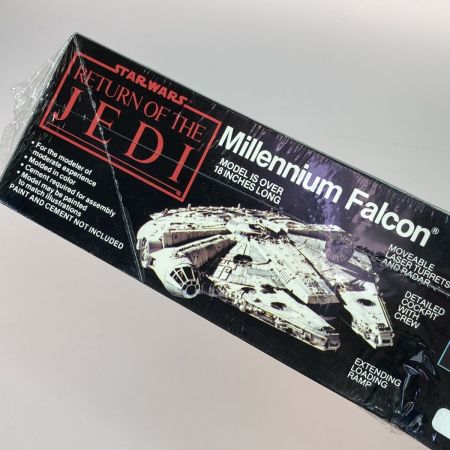 STAR WARS®
RETURN OF THE
JEDI
• For the modeler of
moderate experience
• Molded in color
• Cement required for assembly
• Model may be painted
to match illustrations
PAINT AND CEMENT NOT INCLUDED
Millennium Falcon®
MODEL IS OVER
18 INCHES LONG
MOVEABLE
LASER TURRETS
AND RADAR
DETAILED
COCKPIT
WITH
CREW
EXTENDING
LOADING
RAMP